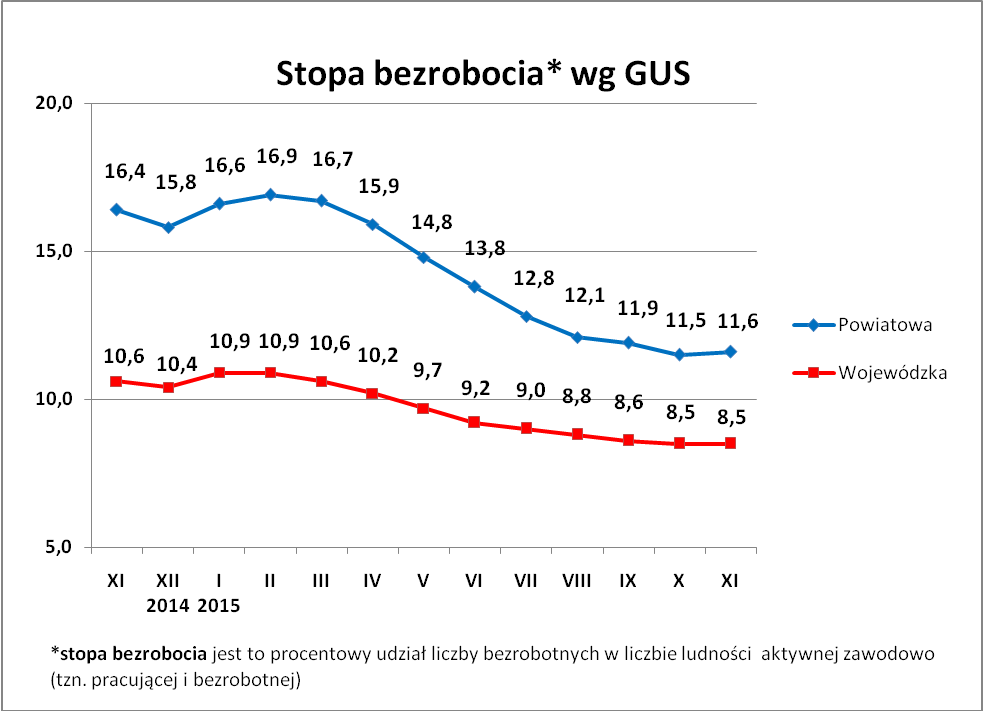 Stopa bezrobocia* wg GUS
20,0
15,0
10,0
5,0
16,4 15,8 16,6 16,9 16,7 15,9 14,8 13,8 12,8 12,1 11,9 11,5 11,6
10,6 10,4 10,9 10,9 10,6 10,2 9,7 9,2 9,0 8,8 8,6 8,5 8,5
Powiatowa
Wojewódzka
XI XII I II III IV V VI VII VIII IX X XI
2014 2015
*stopa bezrobocia jest to procentowy udział liczby bezrobotnych w liczbie ludności aktywnej zawodowo
(tzn. pracującej i bezrobotnej)